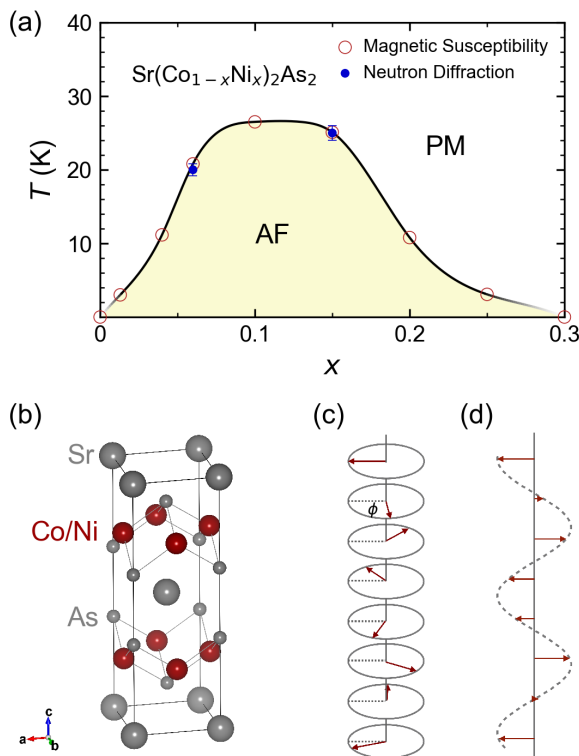 (a)
40
30
20
10
T (K)
Sr(Co₁₋ₓNiₓ)₂As₂
Magnetic Susceptibility
Neutron Diffraction
PM
AF
0 0.1 0.2 0.3
x
(b) (c) (d)
Sr
Co/Ni
As
ϕ
c
a
b